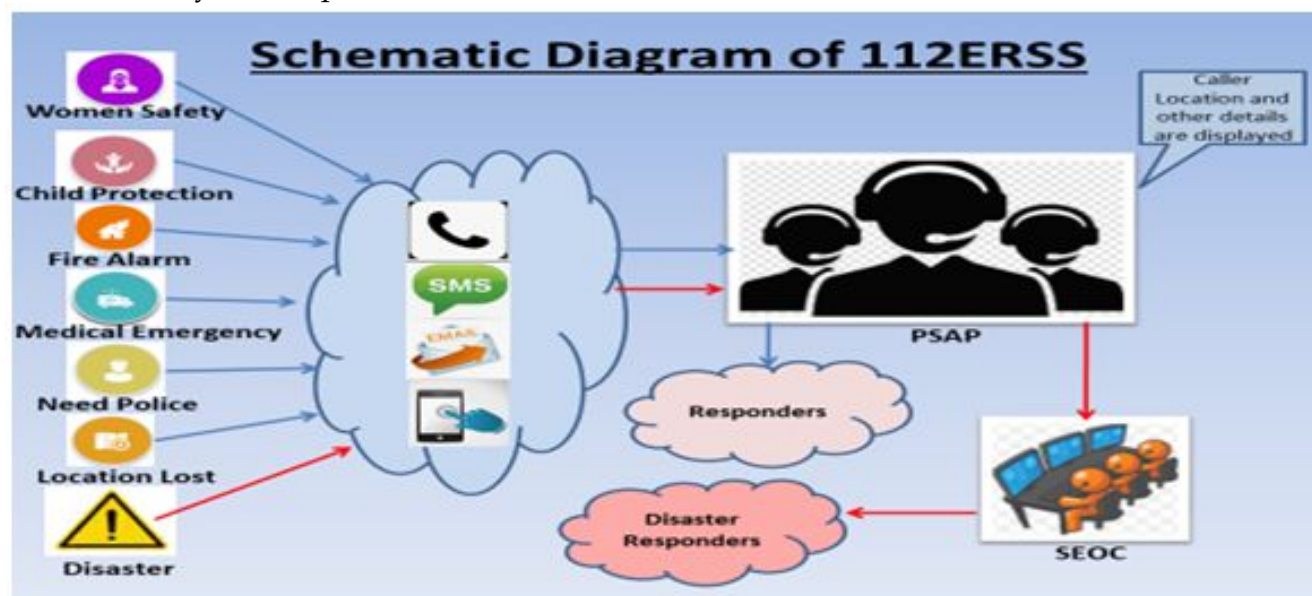 Schematic Diagram of 112ERSS
Women Safety
Child Protection
Fire Alarm
Medical Emergency
Need Police
Location Lost
Disaster
SMS
EMAIL
Caller
Location and
other details
are displayed
PSAP
Responders
SEOC
Disaster
Responders